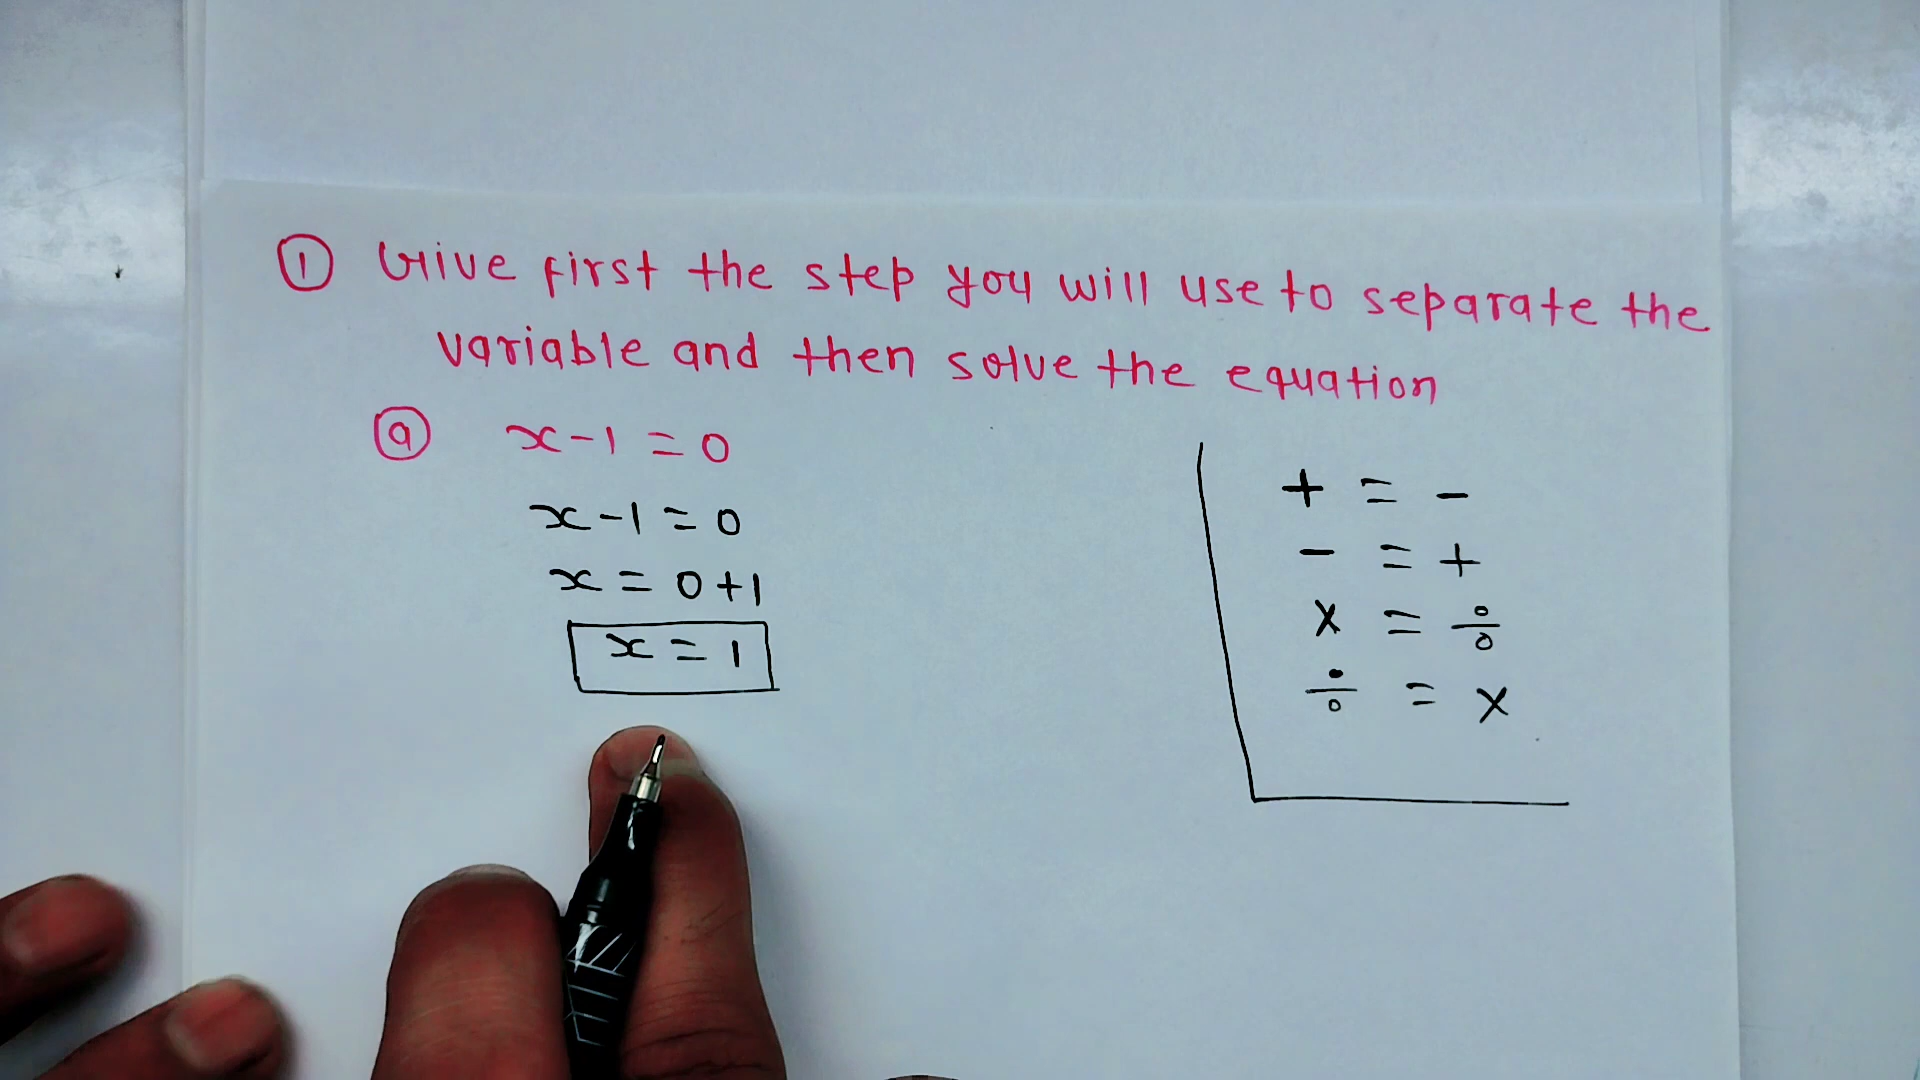 ① Give first the step you will use to separate the
variable and then solve the equation
ⓐ x-1=0
x-1=0
x=0+1
x=1
+ = -
- = +
× = ÷
÷ = ×